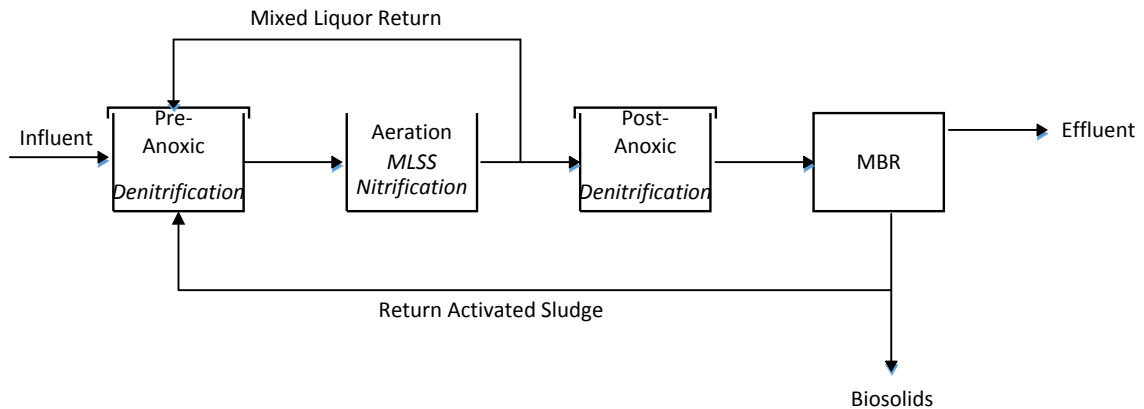 Mixed Liquor Return
Influent
Pre-
Anoxic
Denitrification
Aeration
MLSS
Nitrification
Post-
Anoxic
Denitrification
MBR
Effluent
Return Activated Sludge
Biosolids